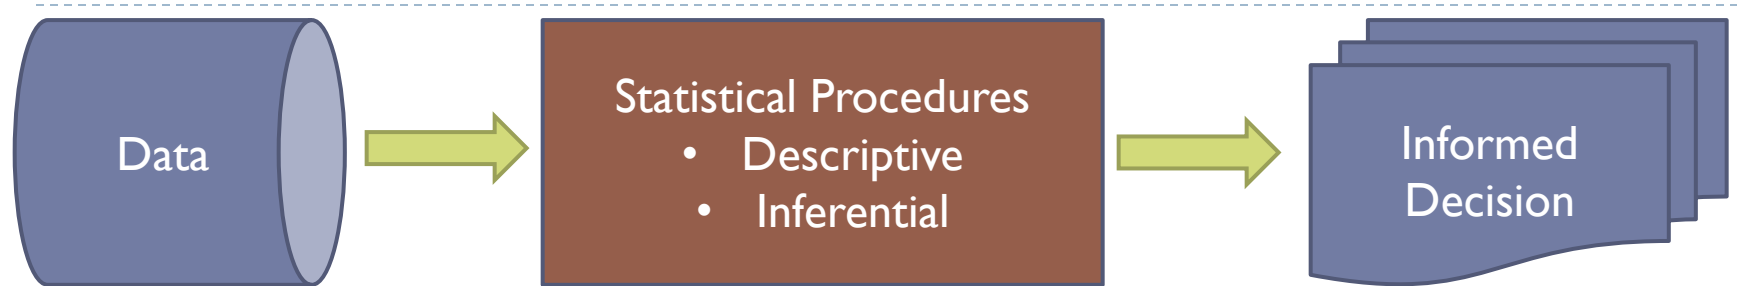 Data
Statistical Procedures
• Descriptive
• Inferential
Informed
Decision